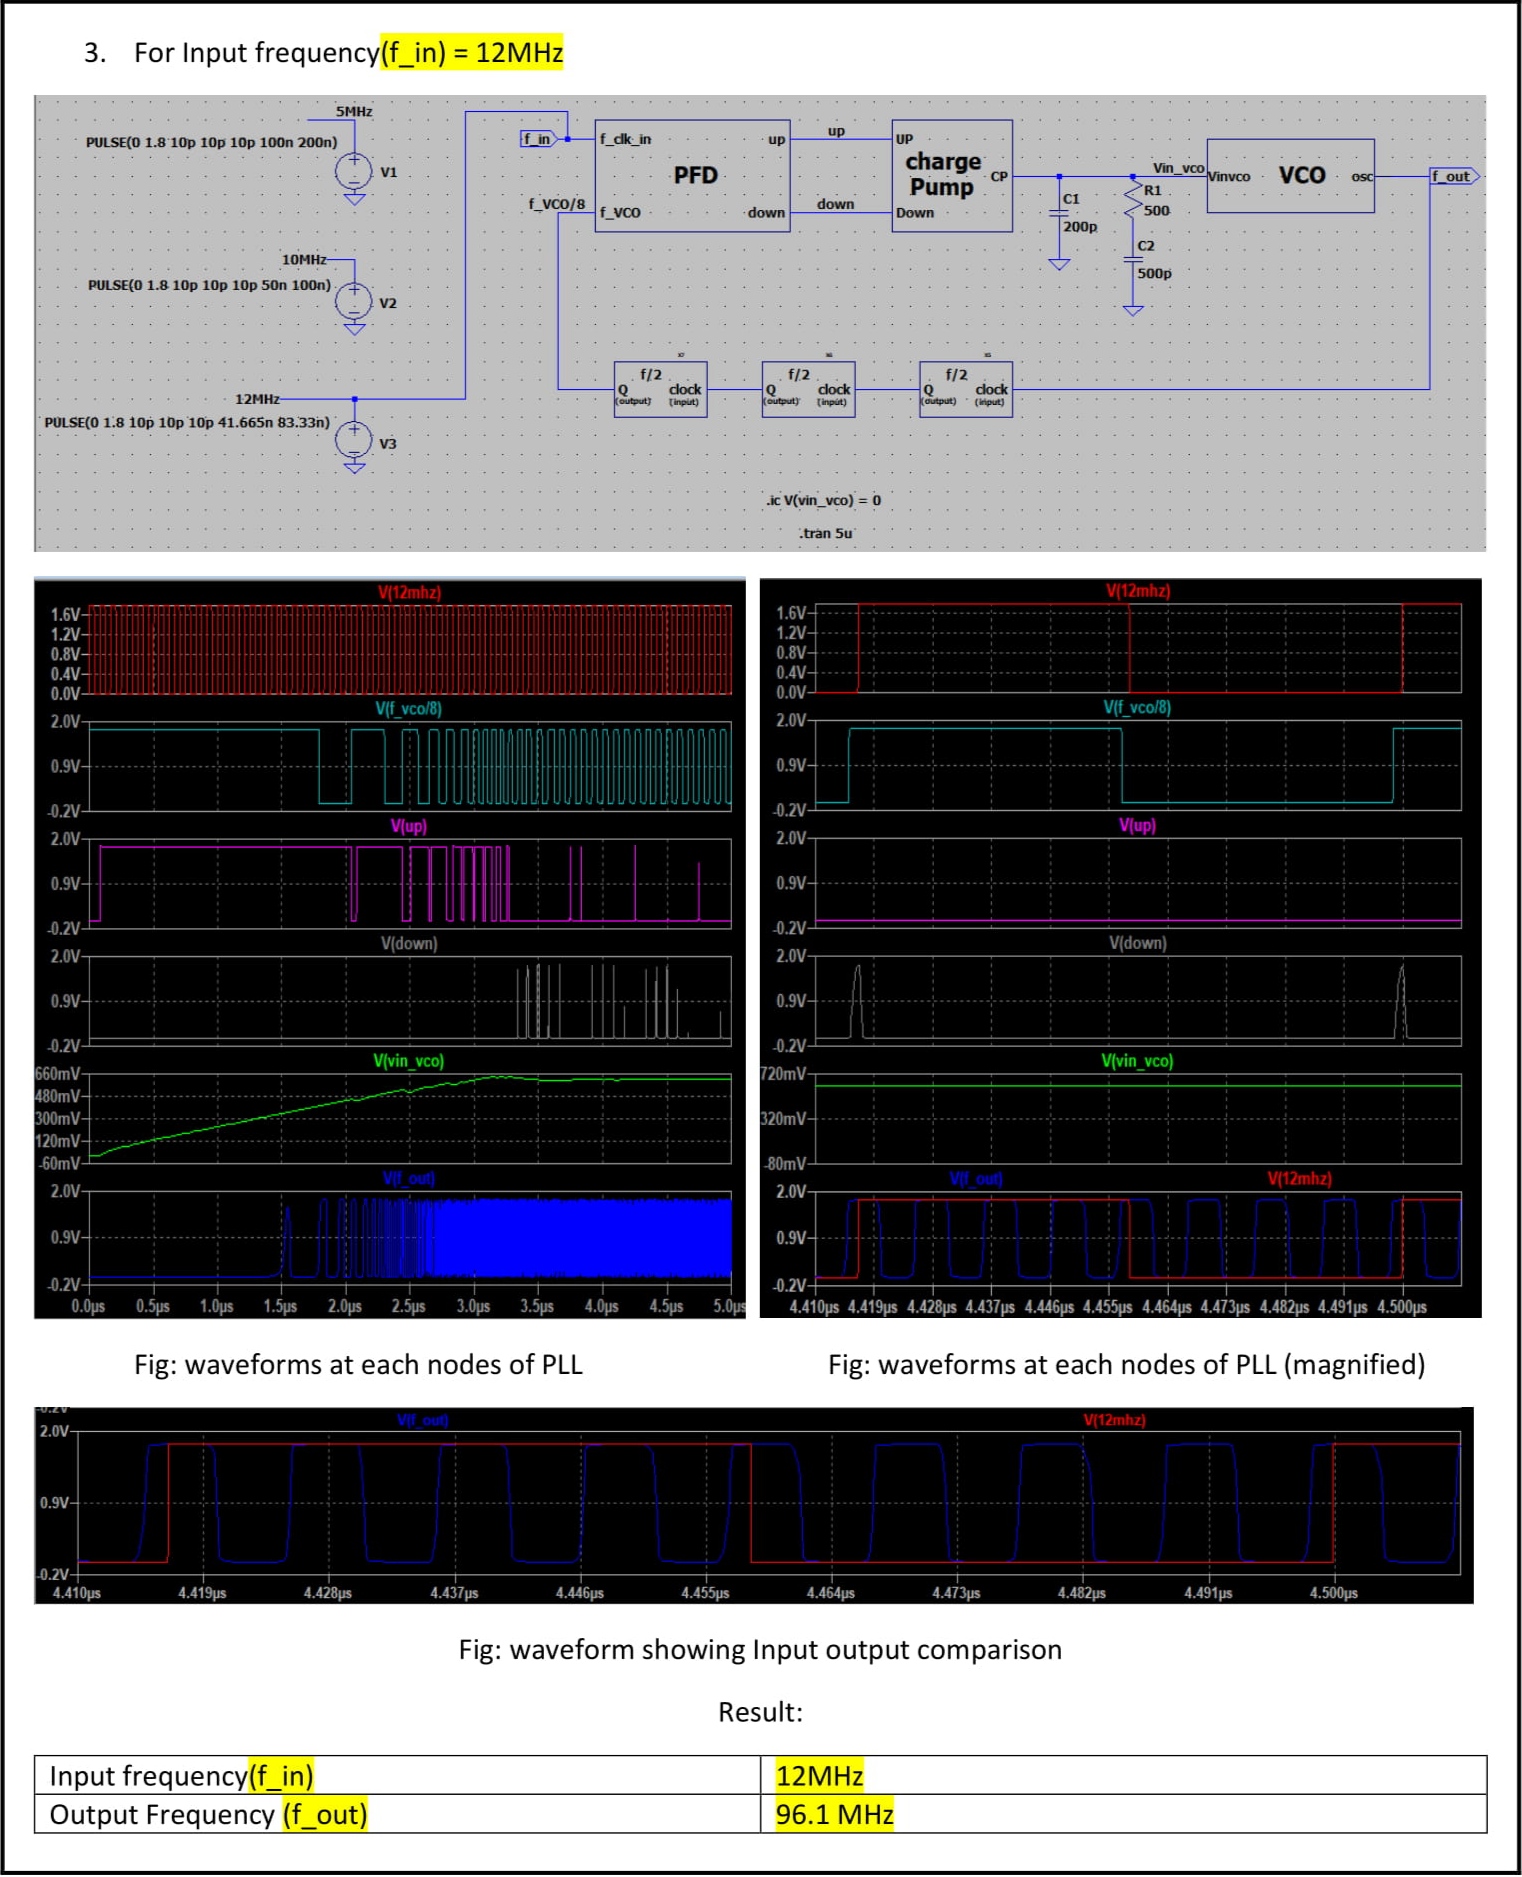 3. For Input frequency(f_in) = 12MHz
5MHz
PULSE(0 1.8 10p 10p 10p 100n 200n)
V1
10MHz
PULSE(0 1.8 10p 10p 10p 50n 100n)
V2
12MHz
PULSE(0 1.8 10p 10p 10p 41.665n 83.33n)
V3
f_in
f_clk_in
up
PFD
f_VCO/8
f_VCO
down
up
down
UP
charge
Pump
CP
Down
C1
200p
R1
500
C2
500p
Vin_vco
Vinvco
VCO
osc
f_out
f/2
Q
clock
(output)
(input)
f/2
Q
clock
(output)
(input)
f/2
Q
clock
(output)
(input)
.ic V(vin_vco) = 0
.tran 5u
V(12mhz)
1.6V
1.2V
0.8V
0.4V
0.0V
V(f_vco/8)
2.0V
0.9V
-0.2V
V(up)
2.0V
0.9V
-0.2V
V(down)
2.0V
0.9V
-0.2V
V(vin_vco)
660mV
480mV
300mV
120mV
-60mV
V(f_out)
2.0V
0.9V
-0.2V
0.0µs 0.5µs 1.0µs 1.5µs 2.0µs 2.5µs 3.0µs 3.5µs 4.0µs 4.5µs 5.0µs
V(12mhz)
1.6V
1.2V
0.8V
0.4V
0.0V
V(f_vco/8)
2.0V
0.9V
-0.2V
V(up)
2.0V
0.9V
-0.2V
V(down)
2.0V
0.9V
-0.2V
V(vin_vco)
720mV
320mV
-80mV
V(f_out) V(12mhz)
2.0V
0.9V
-0.2V
4.410µs 4.419µs 4.428µs 4.437µs 4.446µs 4.455µs 4.464µs 4.473µs 4.482µs 4.491µs 4.500µs
Fig: waveforms at each nodes of PLL
Fig: waveforms at each nodes of PLL (magnified)
-0.2V
V(f_out) V(12mhz)
2.0V
0.9V
-0.2V
4.410µs 4.419µs 4.428µs 4.437µs 4.446µs 4.455µs 4.464µs 4.473µs 4.482µs 4.491µs 4.500µs
Fig: waveform showing Input output comparison
Result:
Input frequency(f_in) 12MHz
Output Frequency (f_out) 96.1 MHz